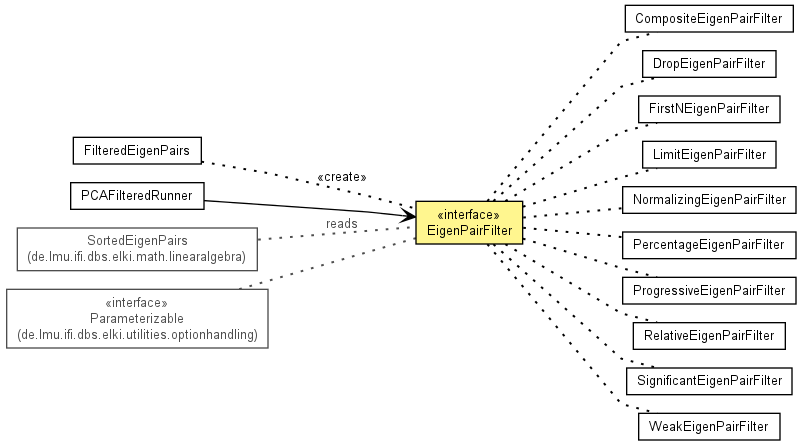 FilteredEigenPairs
PCAFilteredRunner
SortedEigenPairs
(de.lmu.ifi.dbs.elki.math.linearalgebra)
«interface»
Parameterizable
(de.lmu.ifi.dbs.elki.utilities.optionhandling)
«create»
reads
«interface»
EigenPairFilter
CompositeEigenPairFilter
DropEigenPairFilter
FirstNEigenPairFilter
LimitEigenPairFilter
NormalizingEigenPairFilter
PercentageEigenPairFilter
ProgressiveEigenPairFilter
RelativeEigenPairFilter
SignificantEigenPairFilter
WeakEigenPairFilter